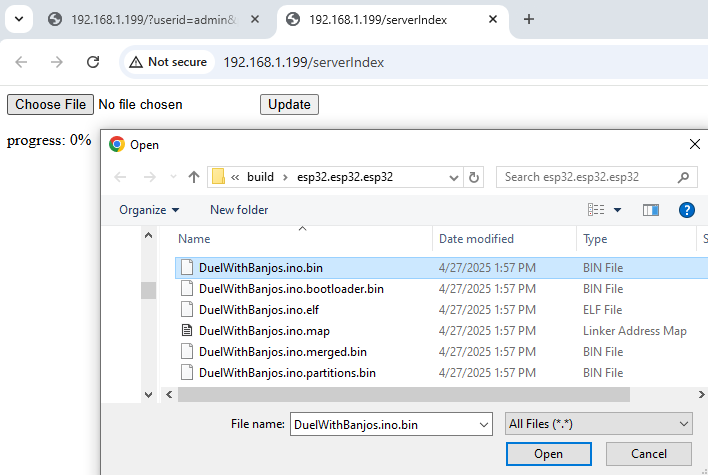 192.168.1.199/?userid=admin&
192.168.1.199/serverIndex
Not secure 192.168.1.199/serverIndex
Choose File No file chosen Update
progress: 0%
Open
« build esp32.esp32.esp32 Search esp32.esp32.esp32
Organize New folder
Name Date modified Type S
DuelWithBanjos.ino.bin 4/27/2025 1:57 PM BIN File
DuelWithBanjos.ino.bootloader.bin 4/27/2025 1:57 PM BIN File
DuelWithBanjos.ino.elf 4/27/2025 1:57 PM ELF File
DuelWithBanjos.ino.map 4/27/2025 1:57 PM Linker Address Map
DuelWithBanjos.ino.merged.bin 4/27/2025 1:57 PM BIN File
DuelWithBanjos.ino.partitions.bin 4/27/2025 1:57 PM BIN File
File name: DuelWithBanjos.ino.bin All Files (*.*)
Open Cancel